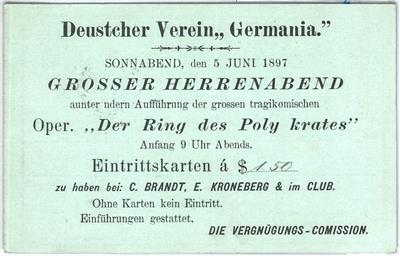 Deustcher Verein„ Germania.”
SONNABEND, den 5 JUNI 1897
GROSSER HERRENABEND
aunter ndern Aufführung der grossen tragikomischen
Oper. „Der Ring des Poly krates”
Anfang 9 Uhr Abends.
Eintrittskarten á $ 1.50
zu haben bei: C. BRANDT, E. KRONEBERG & im CLUB.
Ohne Karten kein Eintritt.
Einführungen gestattet.
DIE VERGNÜGUNGS-COMISSION.